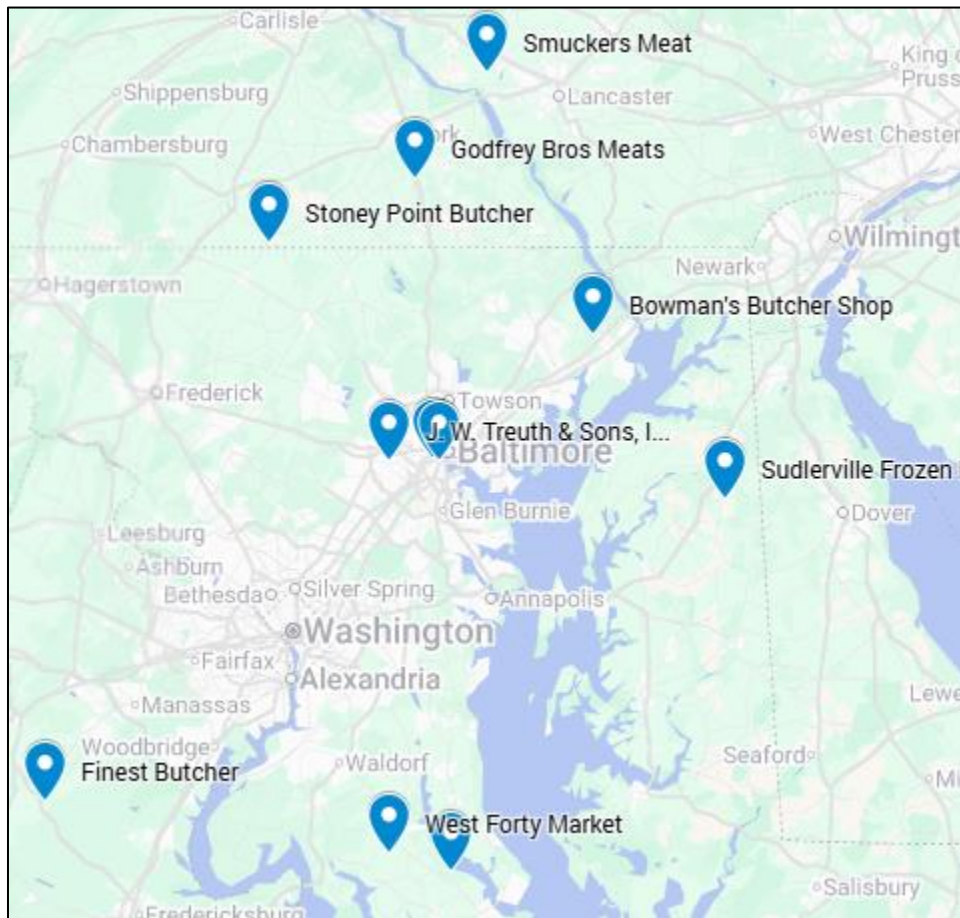 Carlisle
Smuckers Meat
King o
Pruss
Shippensburg
Lancaster
Chambersburg
rk
Godfrey Bros Meats
West Chester
Stoney Point Butcher
Wilmingt
Newark
Hagerstown
Bowman's Butcher Shop
Frederick
Towson
J. W. Treuth & Sons, I...
Baltimore
Sudlerville Frozen
Glen Burnie
Dover
Leesburg
Ashburn
Bethesda
Silver Spring
Annapolis
Washington
Fairfax
Alexandria
Manassas
Lewe
Woodbridge
Finest Butcher
Waldorf
Seaford
Mi
West Forty Market
Salisbury
Fredericksburg